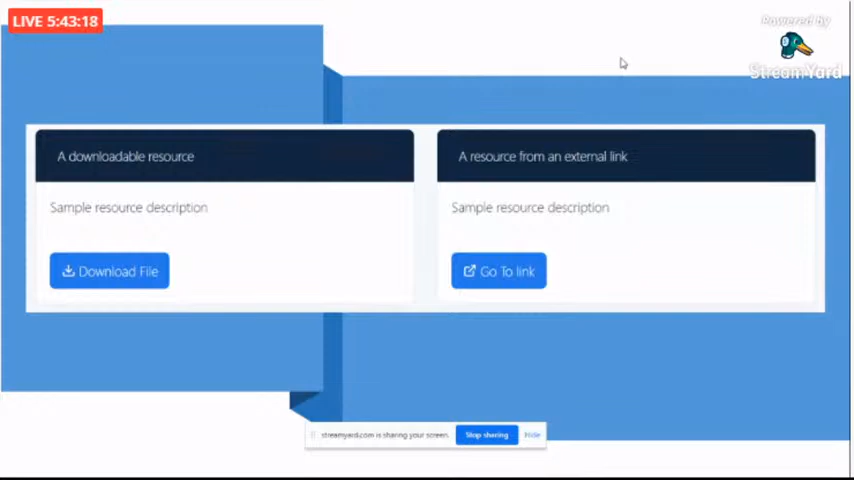 LIVE 5:43:18
Powered by
StreamYard
A downloadable resource
A resource from an external link
Sample resource description
Sample resource description
Download File
Go To link
streamyard.com is sharing your screen.
Stop sharing
Hide